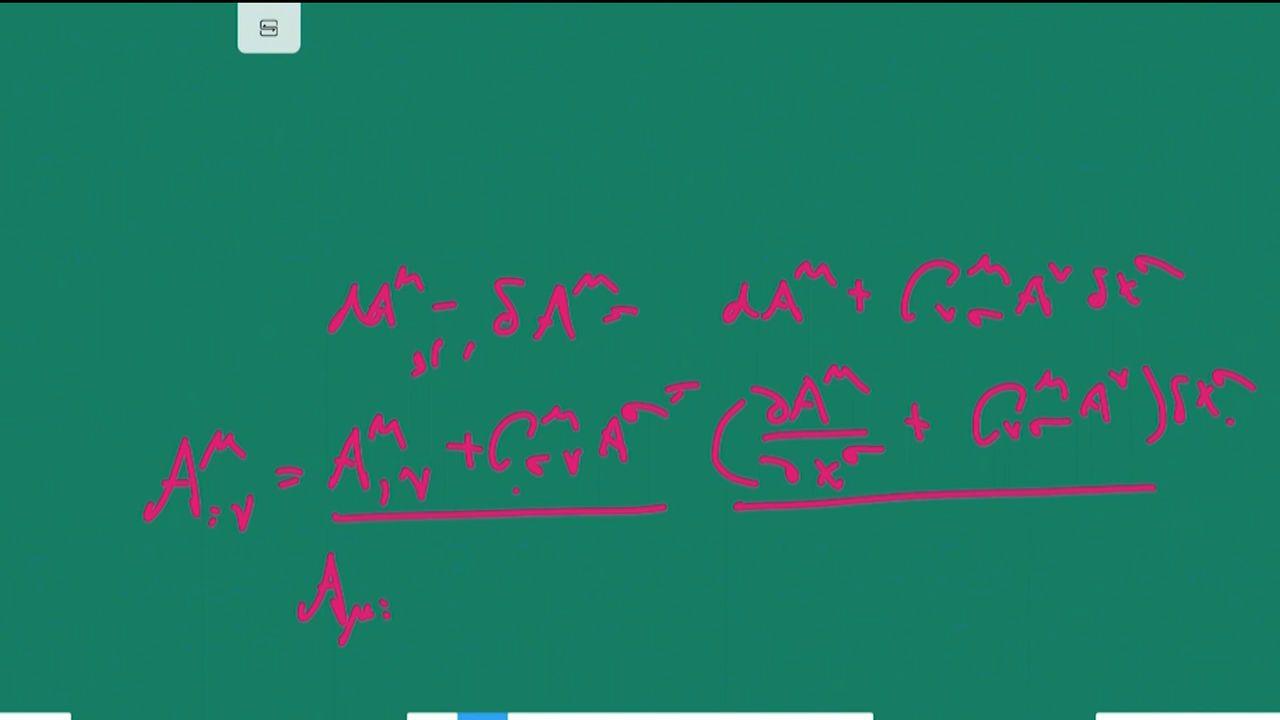 dA^μ - δA^μ = dA^μ + Γ^μ_{νσ} A^ν δx^σ
A^μ_{:ν} = A^μ_{,ν} + Γ^μ_{σν} A^σ = (∂A^μ/∂x^σ + Γ^μ_{νσ} A^ν) δx^σ
A_{μ:}